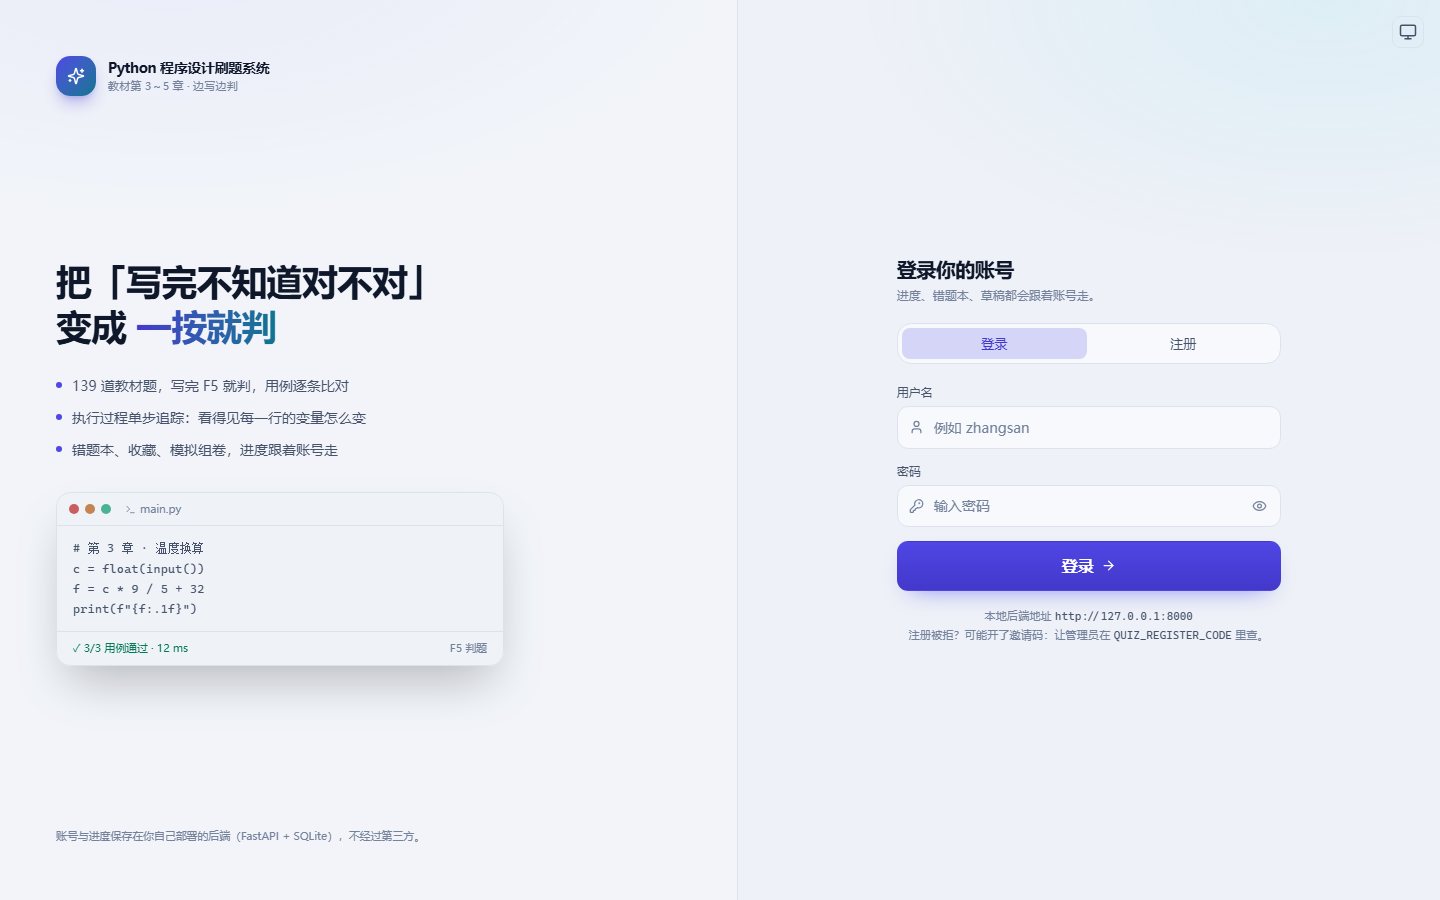 Python 程序设计刷题系统
教材第 3 ~ 5 章 · 边写边判
把「写完不知道对不对」
变成 一按就判
139 道教材题，写完 F5 就判，用例逐条比对
执行过程单步追踪：看得见每一行的变量怎么变
错题本、收藏、模拟组卷，进度跟着账号走
>_ main.py
# 第 3 章 · 温度换算
c = float(input())
f = c * 9 / 5 + 32
print(f"{f:.1f}")
✓ 3/3 用例通过 · 12 ms
F5 判题
账号与进度保存在你自己部署的后端（FastAPI + SQLite），不经过第三方。
登录你的账号
进度、错题本、草稿都会跟着账号走。
登录
注册
用户名
例如 zhangsan
密码
输入密码
登录 →
本地后端地址 http://127.0.0.1:8000
注册被拒？可能开了邀请码：让管理员在 QUIZ_REGISTER_CODE 里查。